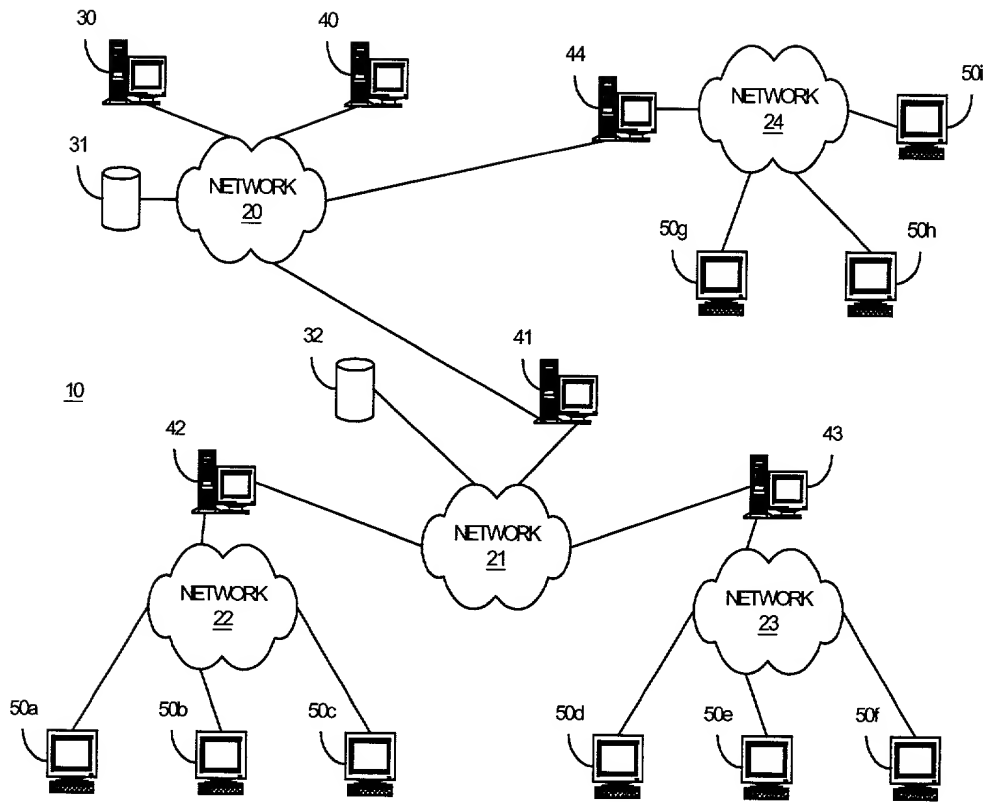 30
40
44
NETWORK
24
50i
31
NETWORK
20
50g
50h
32
41
10
42
43
NETWORK
21
NETWORK
22
NETWORK
23
50a
50b
50c
50d
50e
50f